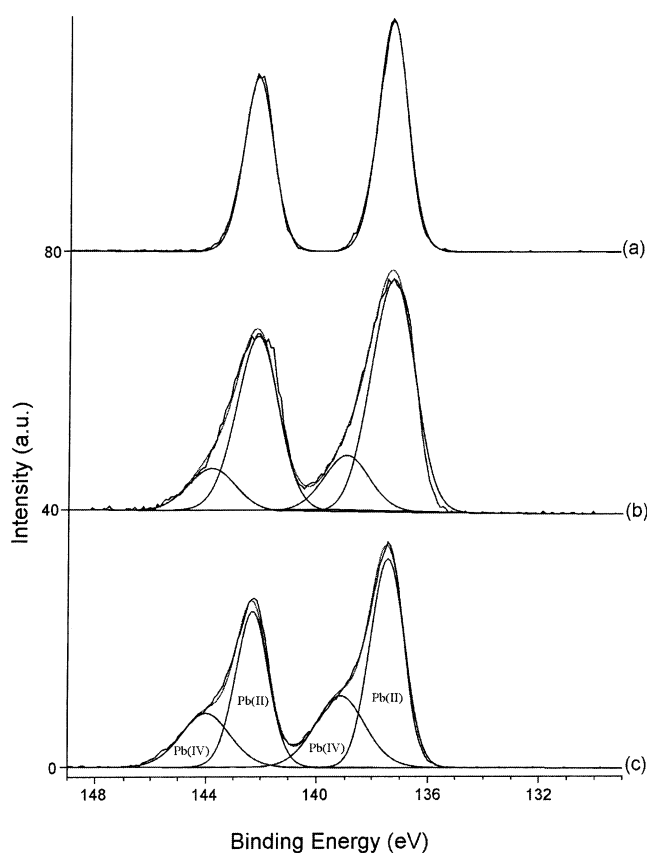 80
(a)
Intensity (a.u.)
40
(b)
Pb(II)
Pb(II)
Pb(IV)
Pb(IV)
0
(c)
148
144
140
136
132
Binding Energy (eV)